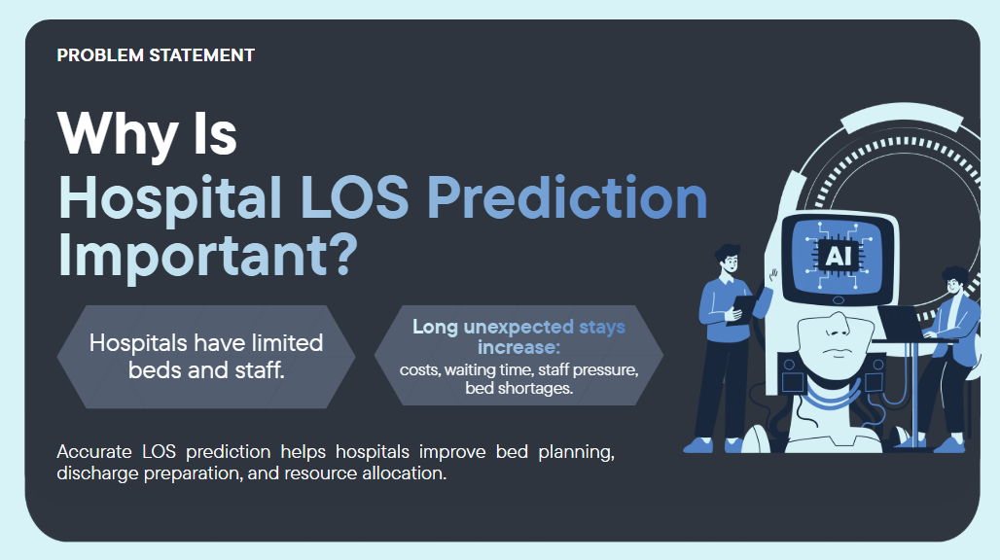 PROBLEM STATEMENT
Why Is
Hospital LOS Prediction
Important?
Hospitals have limited
beds and staff.
Long unexpected stays
increase:
costs, waiting time, staff pressure,
bed shortages.
AI
Accurate LOS prediction helps hospitals improve bed planning,
discharge preparation, and resource allocation.